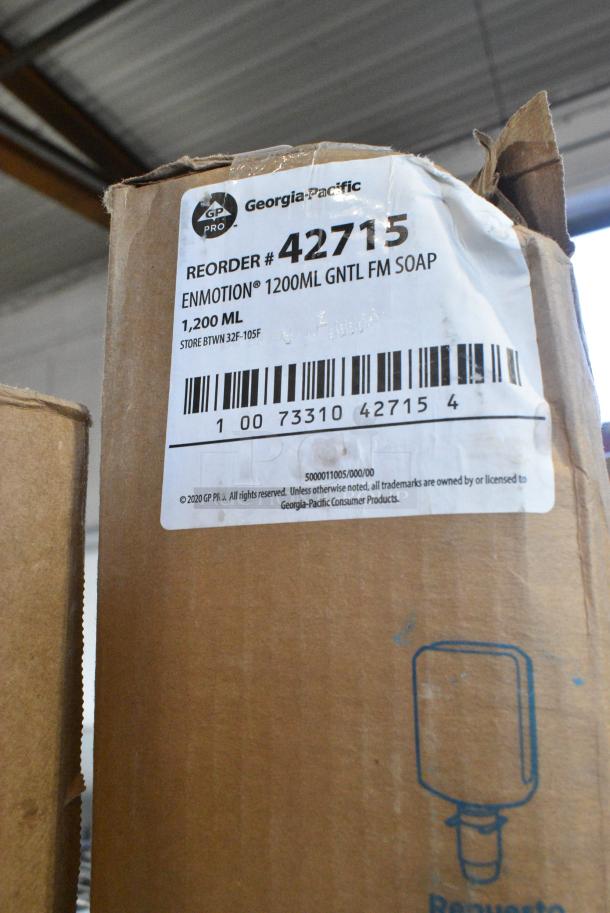 GP PRO
Georgia-Pacific
REORDER # 42715
ENMOTION® 1200ML GNTL FM SOAP
1,200 ML
STORE BTWN 32F-105F
1 00 73310 42715 4
5000011005/000/00
© 2020 GP PRO. All rights reserved. Unless otherwise noted, all trademarks are owned by or licensed to
Georgia-Pacific Consumer Products.
Repuesto